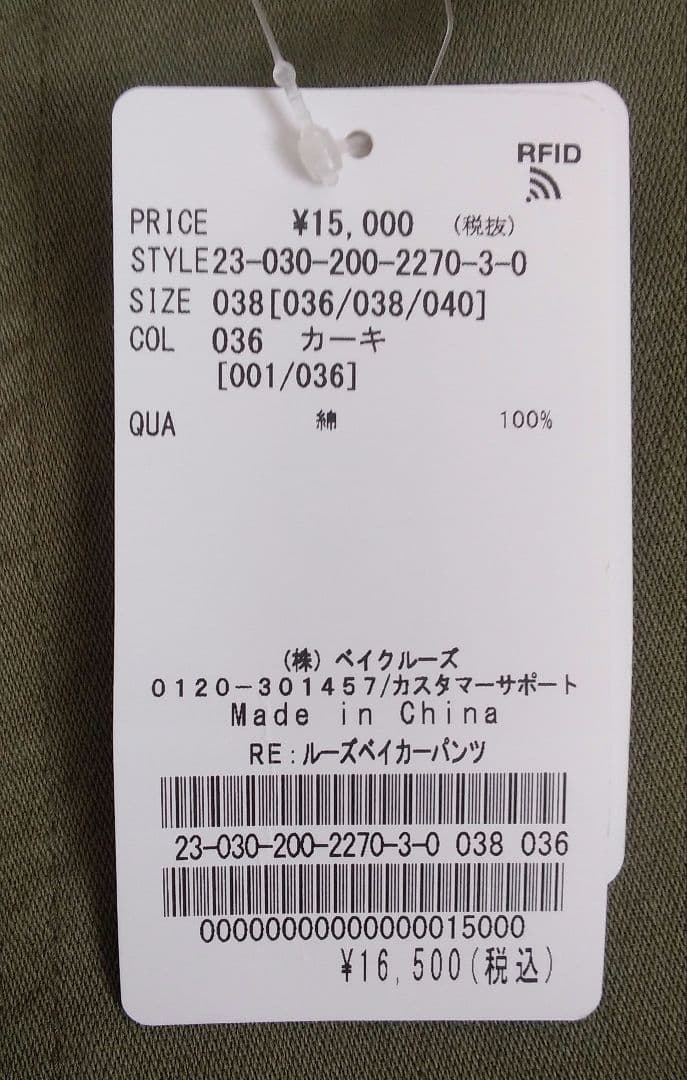 RFID
PRICE ¥15,000 (税抜)
STYLE23-030-200-2270-3-0
SIZE 038[036/038/040]
COL 036 カーキ
[001/036]
QUA 綿 100%
(株) ベイクルーズ
0120-301457/カスタマーサポート
Made in China
RE:ルーズベイカーパンツ
23-030-200-2270-3-0 038 036
00000000000000015000
¥16,500(税込)